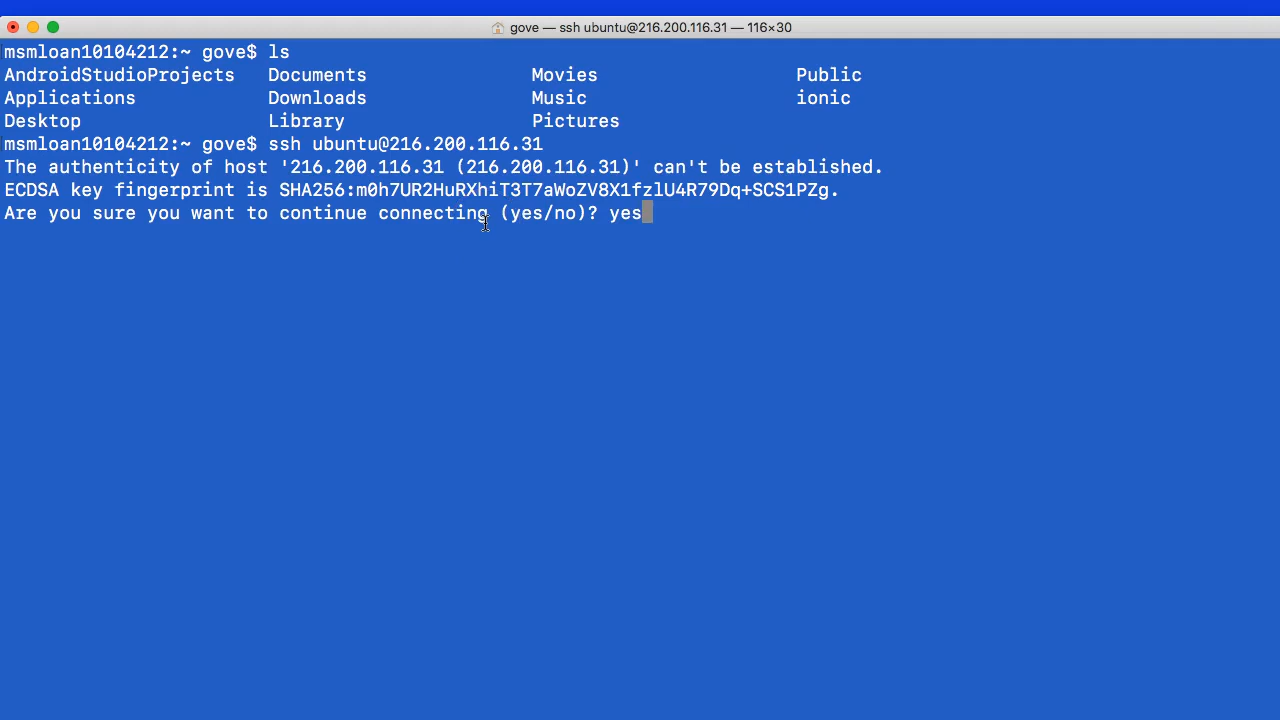 gove — ssh ubuntu@216.200.116.31 — 116×30
msmloan10104212:~ gove$ ls
AndroidStudioProjects Documents Movies Public
Applications Downloads Music ionic
Desktop Library Pictures
msmloan10104212:~ gove$ ssh ubuntu@216.200.116.31
The authenticity of host '216.200.116.31 (216.200.116.31)' can't be established.
ECDSA key fingerprint is SHA256:m0h7UR2HuRXhiT3T7aWoZV8X1fzlU4R79Dq+SCS1PZg.
Are you sure you want to continue connecting (yes/no)? yes